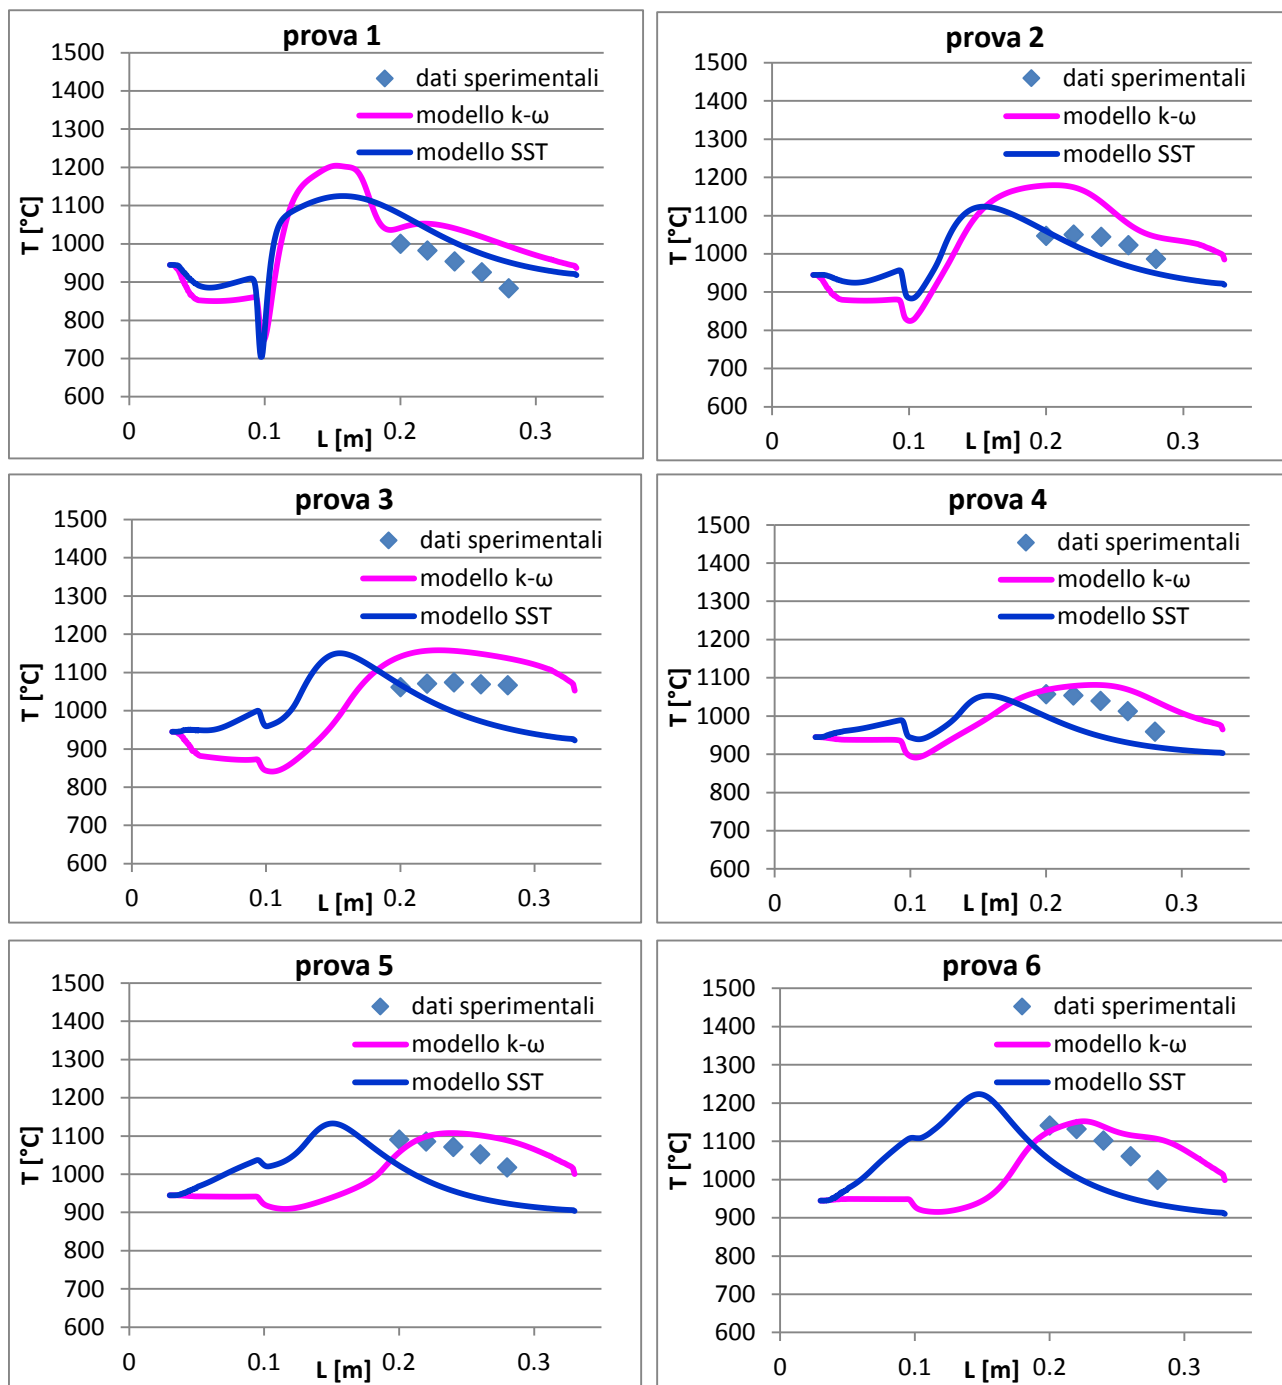 prova 1
1500
1400
1300
1200
1100
1000
900
800
700
600
T [°C]
0
0.1
0.2
0.3
L [m]
dati sperimentali
modello k-ω
modello SST
prova 2
1500
1400
1300
1200
1100
1000
900
800
700
600
T [°C]
0
0.1
0.2
0.3
L [m]
dati sperimentali
modello k-ω
modello SST
prova 3
1500
1400
1300
1200
1100
1000
900
800
700
600
T [°C]
0
0.1
0.2
0.3
L [m]
dati sperimentali
modello k-ω
modello SST
prova 4
1500
1400
1300
1200
1100
1000
900
800
700
600
T [°C]
0
0.1
0.2
0.3
L [m]
dati sperimentali
modello k-ω
modello SST
prova 5
1500
1400
1300
1200
1100
1000
900
800
700
600
T [°C]
0
0.1
0.2
0.3
L [m]
dati sperimentali
modello k-ω
modello SST
prova 6
1500
1400
1300
1200
1100
1000
900
800
700
600
T [°C]
0
0.1
0.2
0.3
L [m]
dati sperimentali
modello k-ω
modello SST